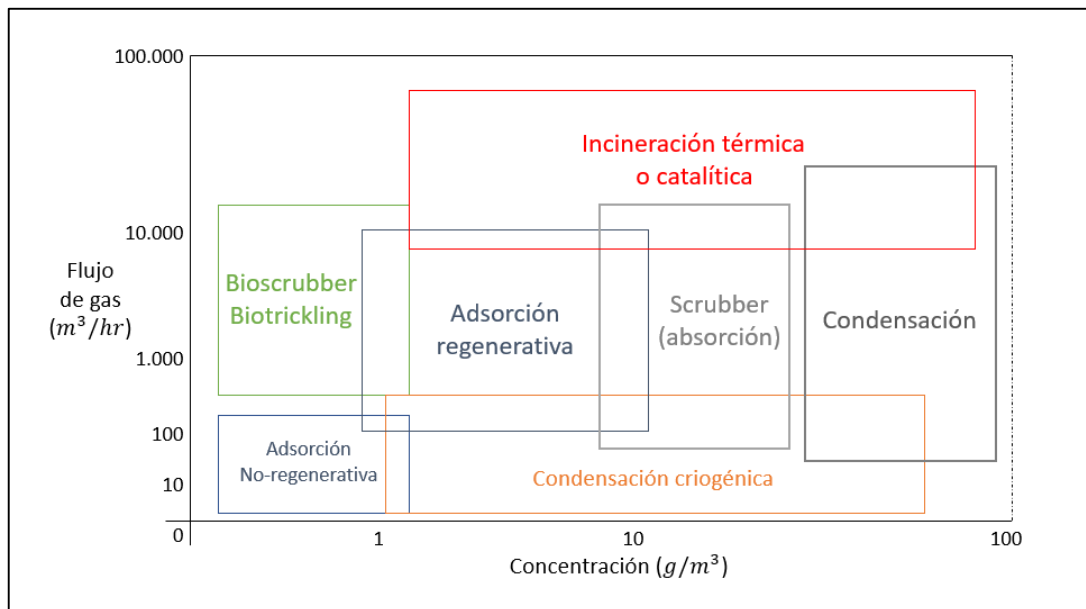 100.000
Incineración térmica
o catalítica
10.000
Flujo
de gas
(m³/hr)
Bioscrubber
Biotrickling
Adsorción
regenerativa
Scrubber
(absorción)
Condensación
1.000
100
Adsorción
No-regenerativa
Condensación criogénica
10
0
1
10
100
Concentración (g/m³)